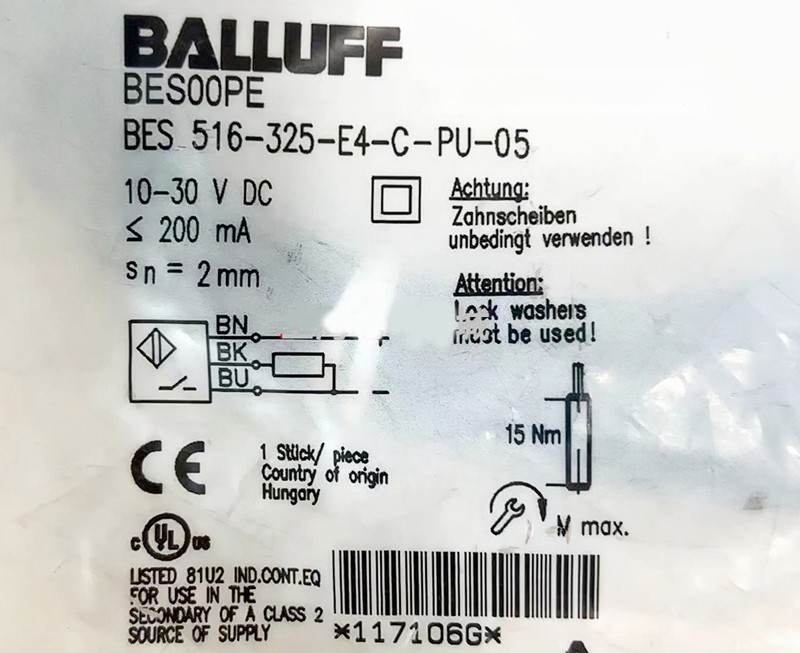 BALLUFF
BES00PE
BES 516-325-E4-C-PU-05
10-30 V DC
≤ 200 mA
sn = 2mm
Achtung:
Zahnscheiben
unbedingt verwenden !
Attention:
Lock washers
must be used!
BN
BK
BU
15 Nm
M max.
CE
1 Stück/ piece
Country of origin
Hungary
c UL us
LISTED 81U2 IND.CONT.EQ
FOR USE IN THE
SECONDARY OF A CLASS 2
SOURCE OF SUPPLY
*117106G*